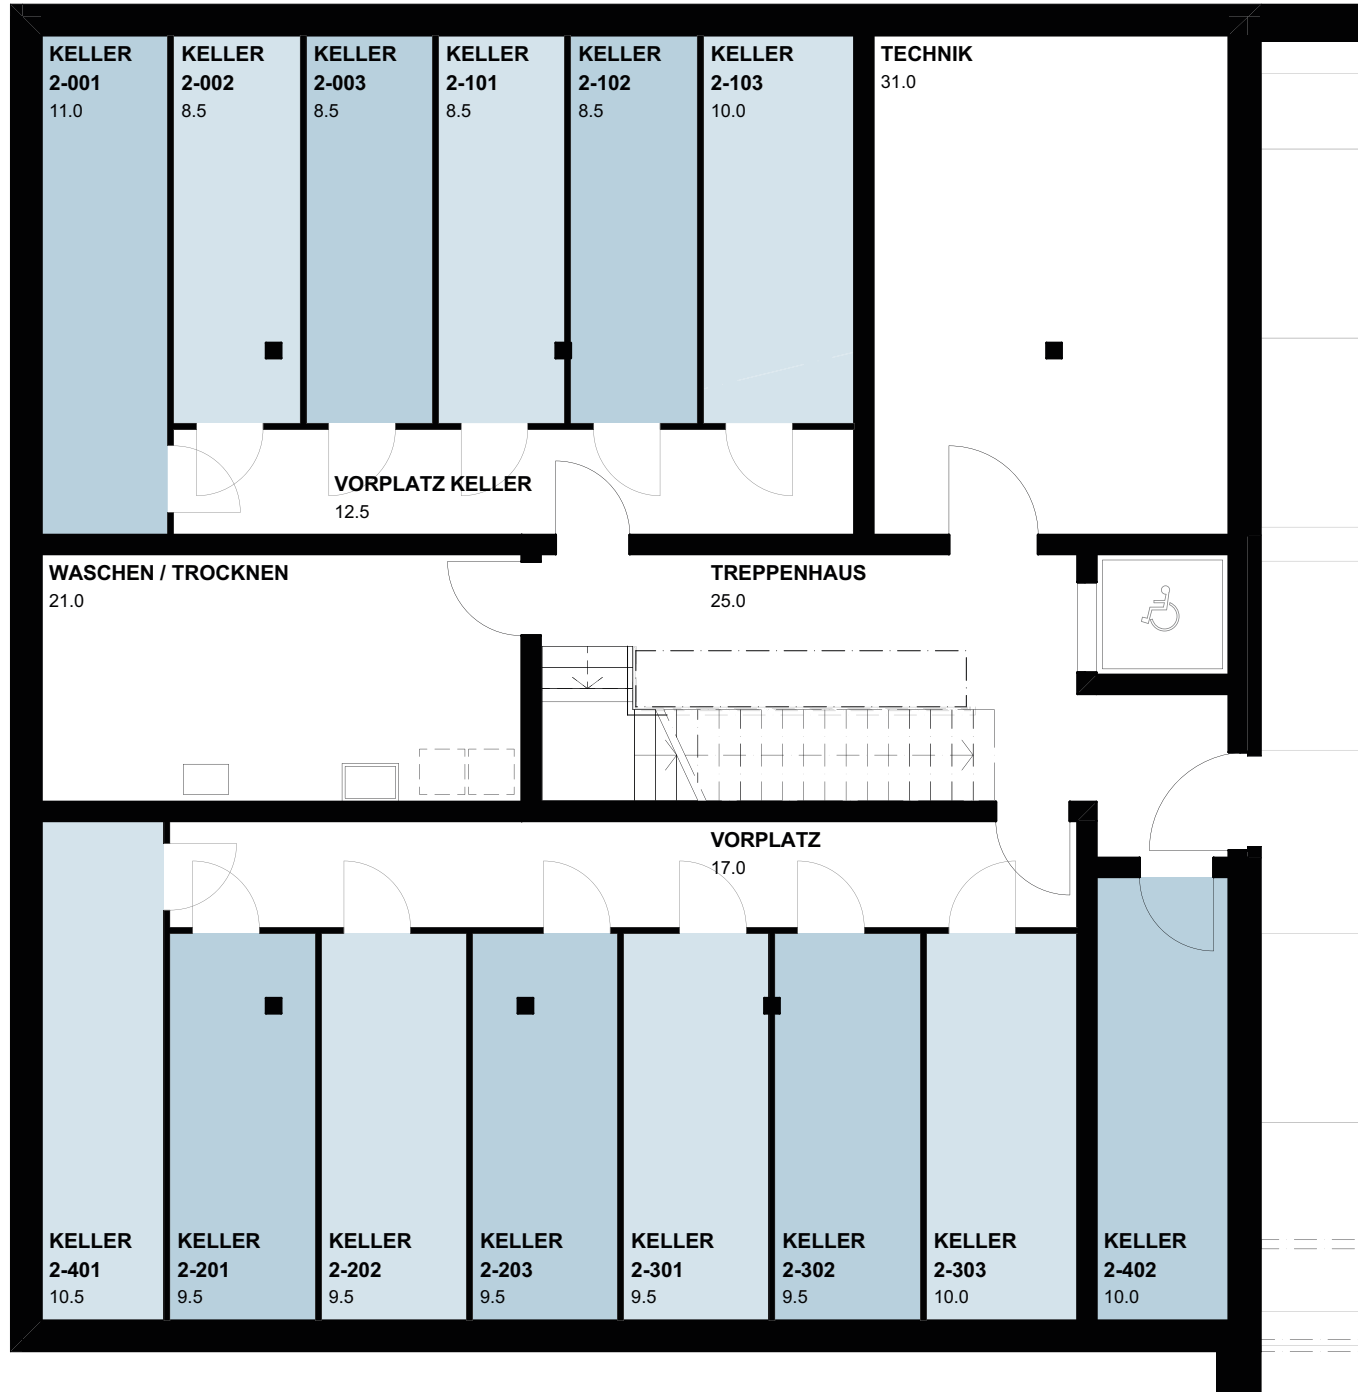 KELLER
2-001
11.0
KELLER
2-002
8.5
KELLER
2-003
8.5
KELLER
2-101
8.5
KELLER
2-102
8.5
KELLER
2-103
10.0
TECHNIK
31.0
VORPLATZ KELLER
12.5
WASCHEN / TROCKNEN
21.0
TREPPENHAUS
25.0
VORPLATZ
17.0
KELLER
2-401
10.5
KELLER
2-201
9.5
KELLER
2-202
9.5
KELLER
2-203
9.5
KELLER
2-301
9.5
KELLER
2-302
9.5
KELLER
2-303
10.0
KELLER
2-402
10.0